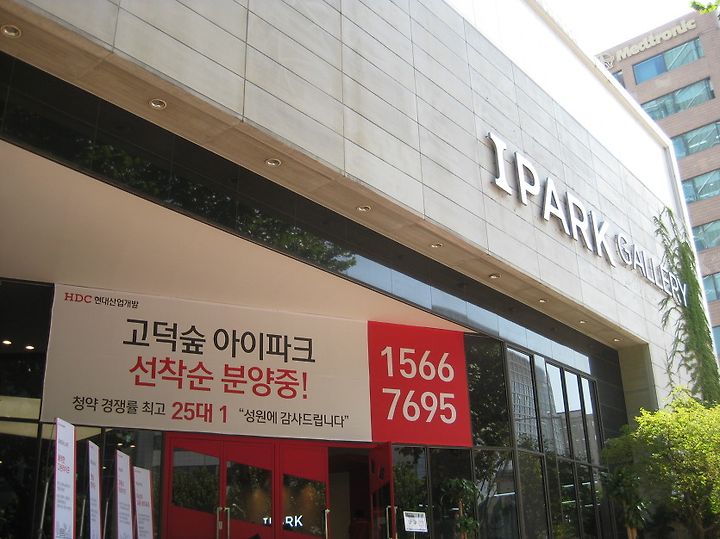 Medtronic
IPARK GALLERY
HDC 현대산업개발
고덕숲 아이파크
선착순 분양중!
청약 경쟁률 최고 25대 1 “성원에 감사드립니다”
1566
7695
IPARK